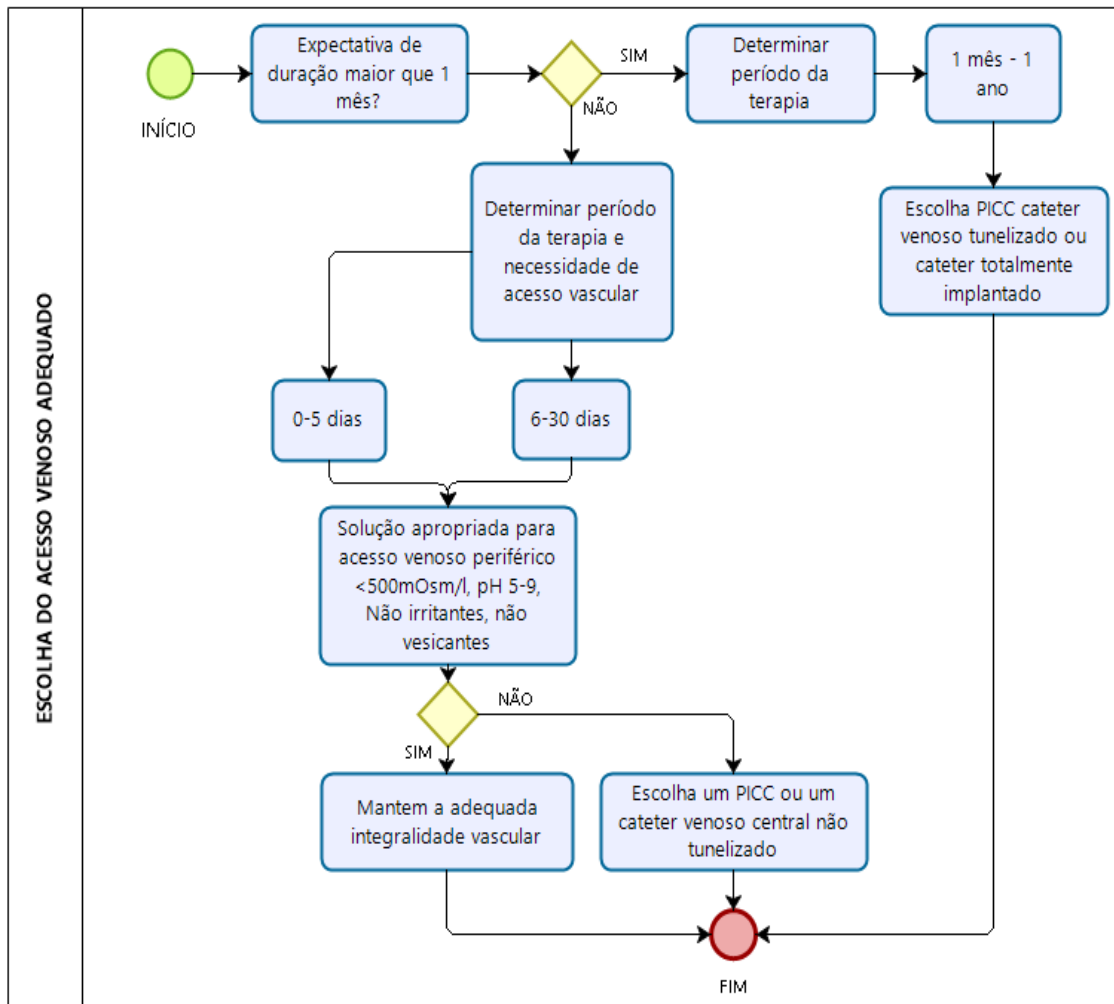 ESCOLHA DO ACESSO VENOSO ADEQUADO
INÍCIO
Expectativa de
duração maior que 1
mês?
SIM
NÃO
Determinar
período da
terapia
1 mês - 1
ano
Escolha PICC cateter
venoso tunelizado ou
cateter totalmente
implantado
Determinar período
da terapia e
necessidade de
acesso vascular
0-5 dias
6-30 dias
Solução apropriada para
acesso venoso periférico
<500mOsm/l, pH 5-9,
Não irritantes, não
vesicantes
NÃO
SIM
Mantem a adequada
integralidade vascular
Escolha um PICC ou um
cateter venoso central não
tunelizado
FIM